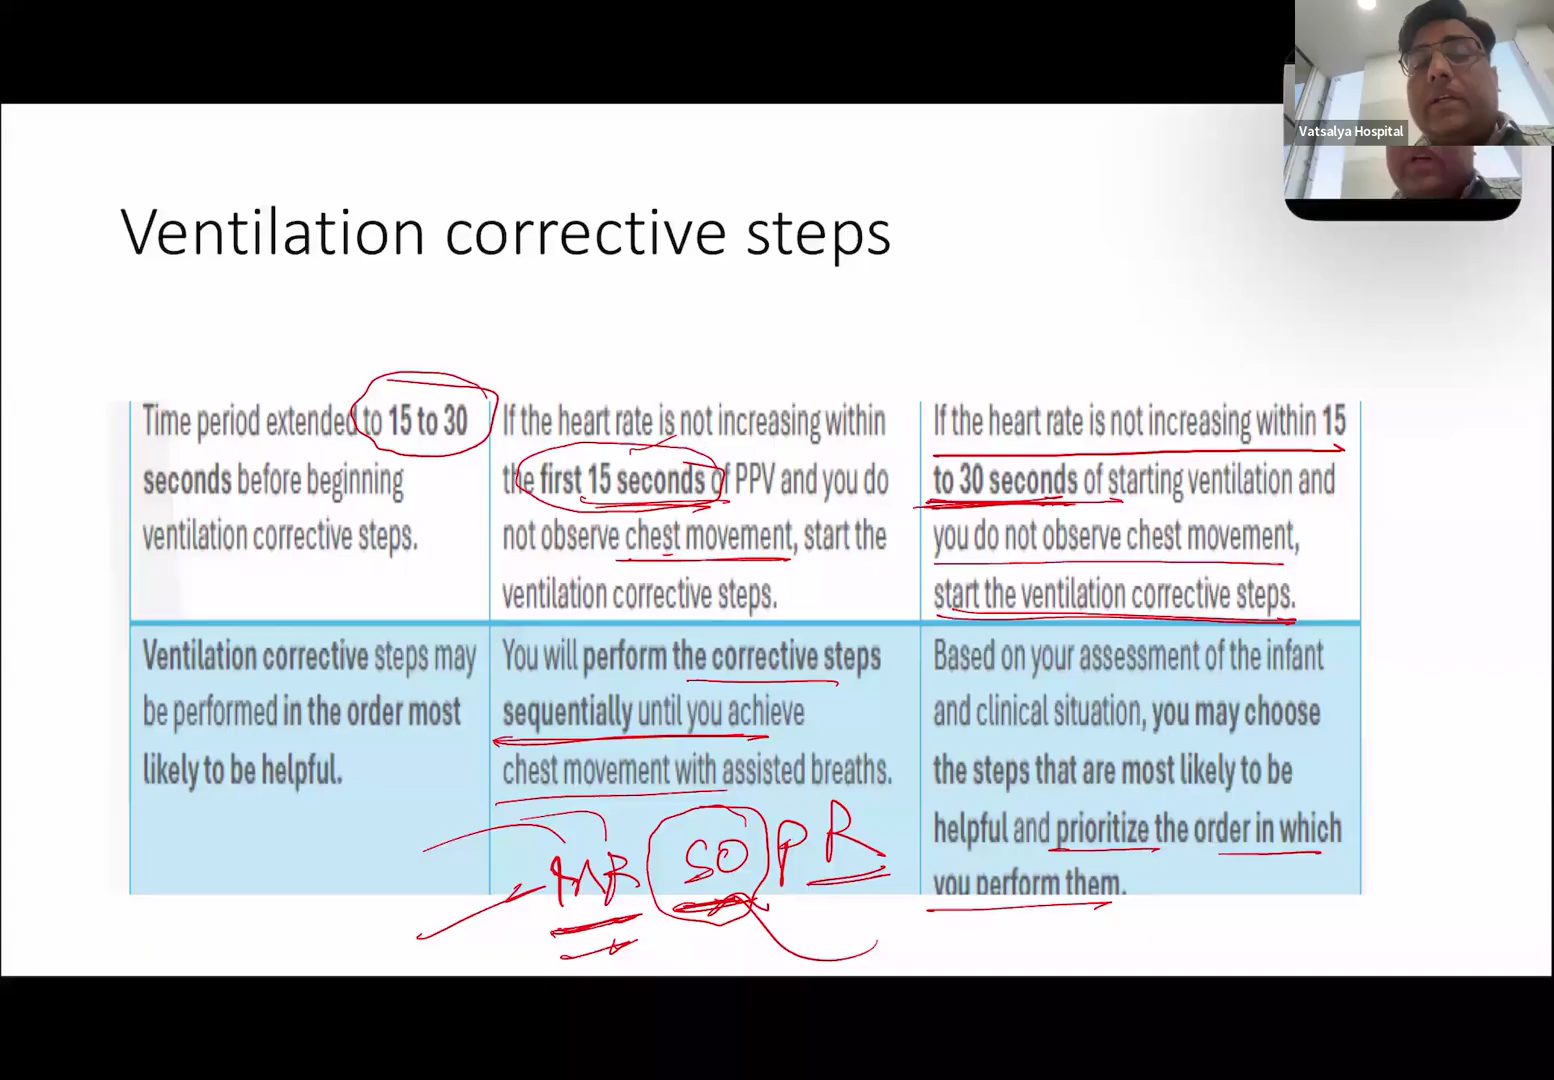 Vatsalya Hospital
Ventilation corrective steps
Time period extended to 15 to 30
seconds before beginning
ventilation corrective steps.
If the heart rate is not increasing within
the first 15 seconds of PPV and you do
not observe chest movement, start the
ventilation corrective steps.
If the heart rate is not increasing within 15
to 30 seconds of starting ventilation and
you do not observe chest movement,
start the ventilation corrective steps.
Ventilation corrective steps may
be performed in the order most
likely to be helpful.
You will perform the corrective steps
sequentially until you achieve
chest movement with assisted breaths.
Based on your assessment of the infant
and clinical situation, you may choose
the steps that are most likely to be
helpful and prioritize the order in which
you perform them.
MR SO P R